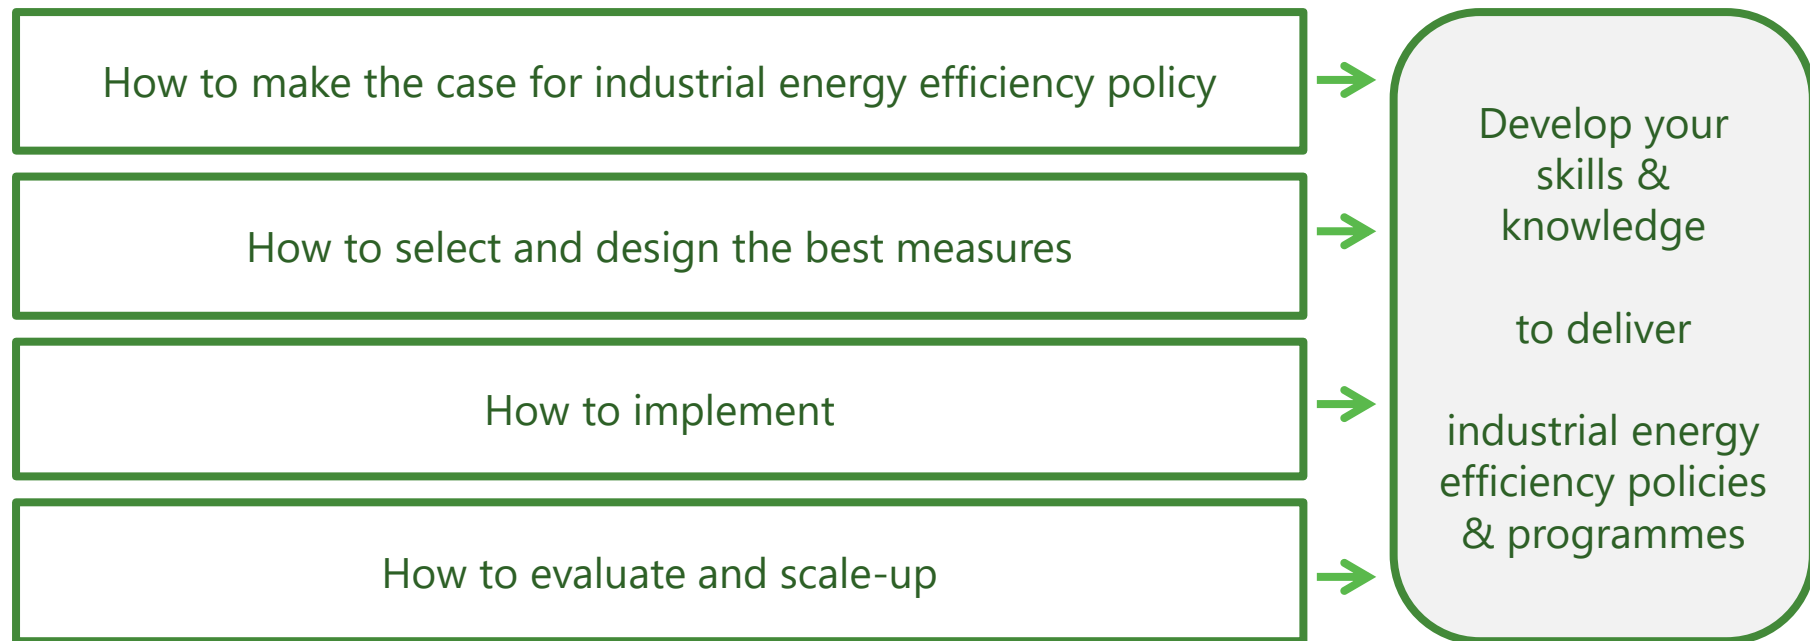 How to make the case for industrial energy efficiency policy
How to select and design the best measures
How to implement
How to evaluate and scale-up
Develop your
skills &
knowledge
to deliver
industrial energy
efficiency policies
& programmes